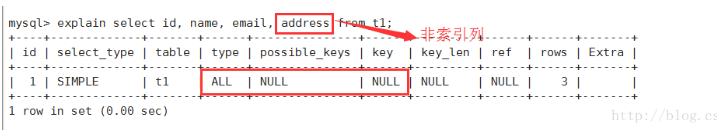 mysql> explain select id, name, email, address from t1;
非索引列
+----+-------------+-------+------+---------------+------+---------+------+------+-------+
| id | select_type | table | type | possible_keys | key | key_len | ref | rows | Extra |
+----+-------------+-------+------+---------------+------+---------+------+------+-------+
| 1 | SIMPLE | t1 | ALL | NULL | NULL | NULL | NULL | 3 | |
+----+-------------+-------+------+---------------+------+---------+------+------+-------+
1 row in set (0.00 sec)
http://blog.cs